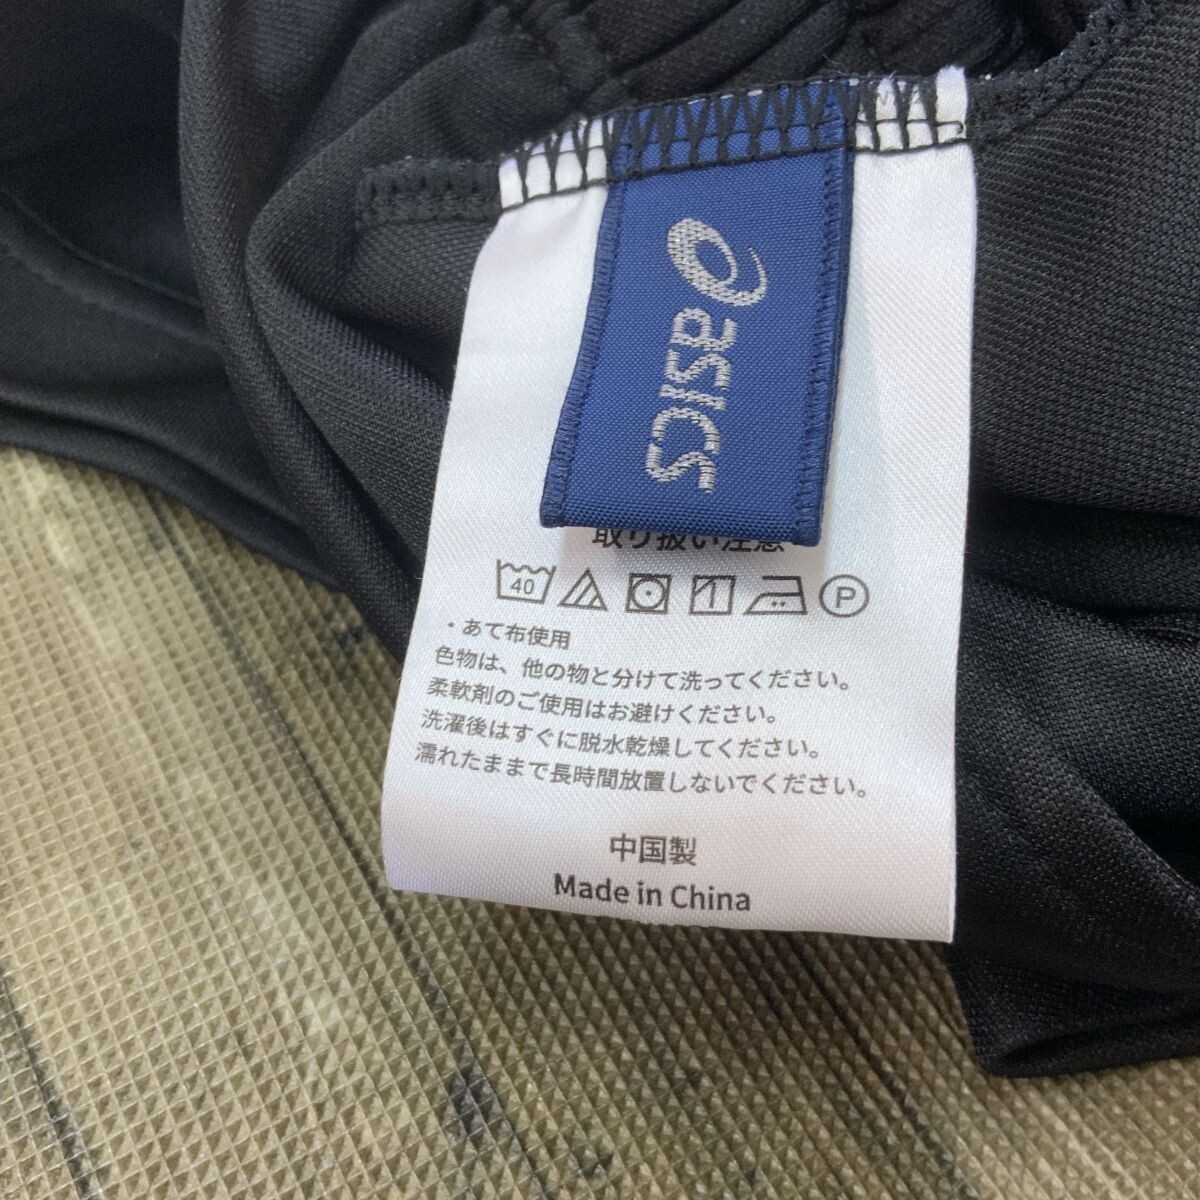 asics
取り扱い注意
40 P
・あて布使用
色物は、他の物と分けて洗ってください。
柔軟剤のご使用はお避けください。
洗濯後はすぐに脱水乾燥してください。
濡れたままで長時間放置しないでください。
中国製
Made in China